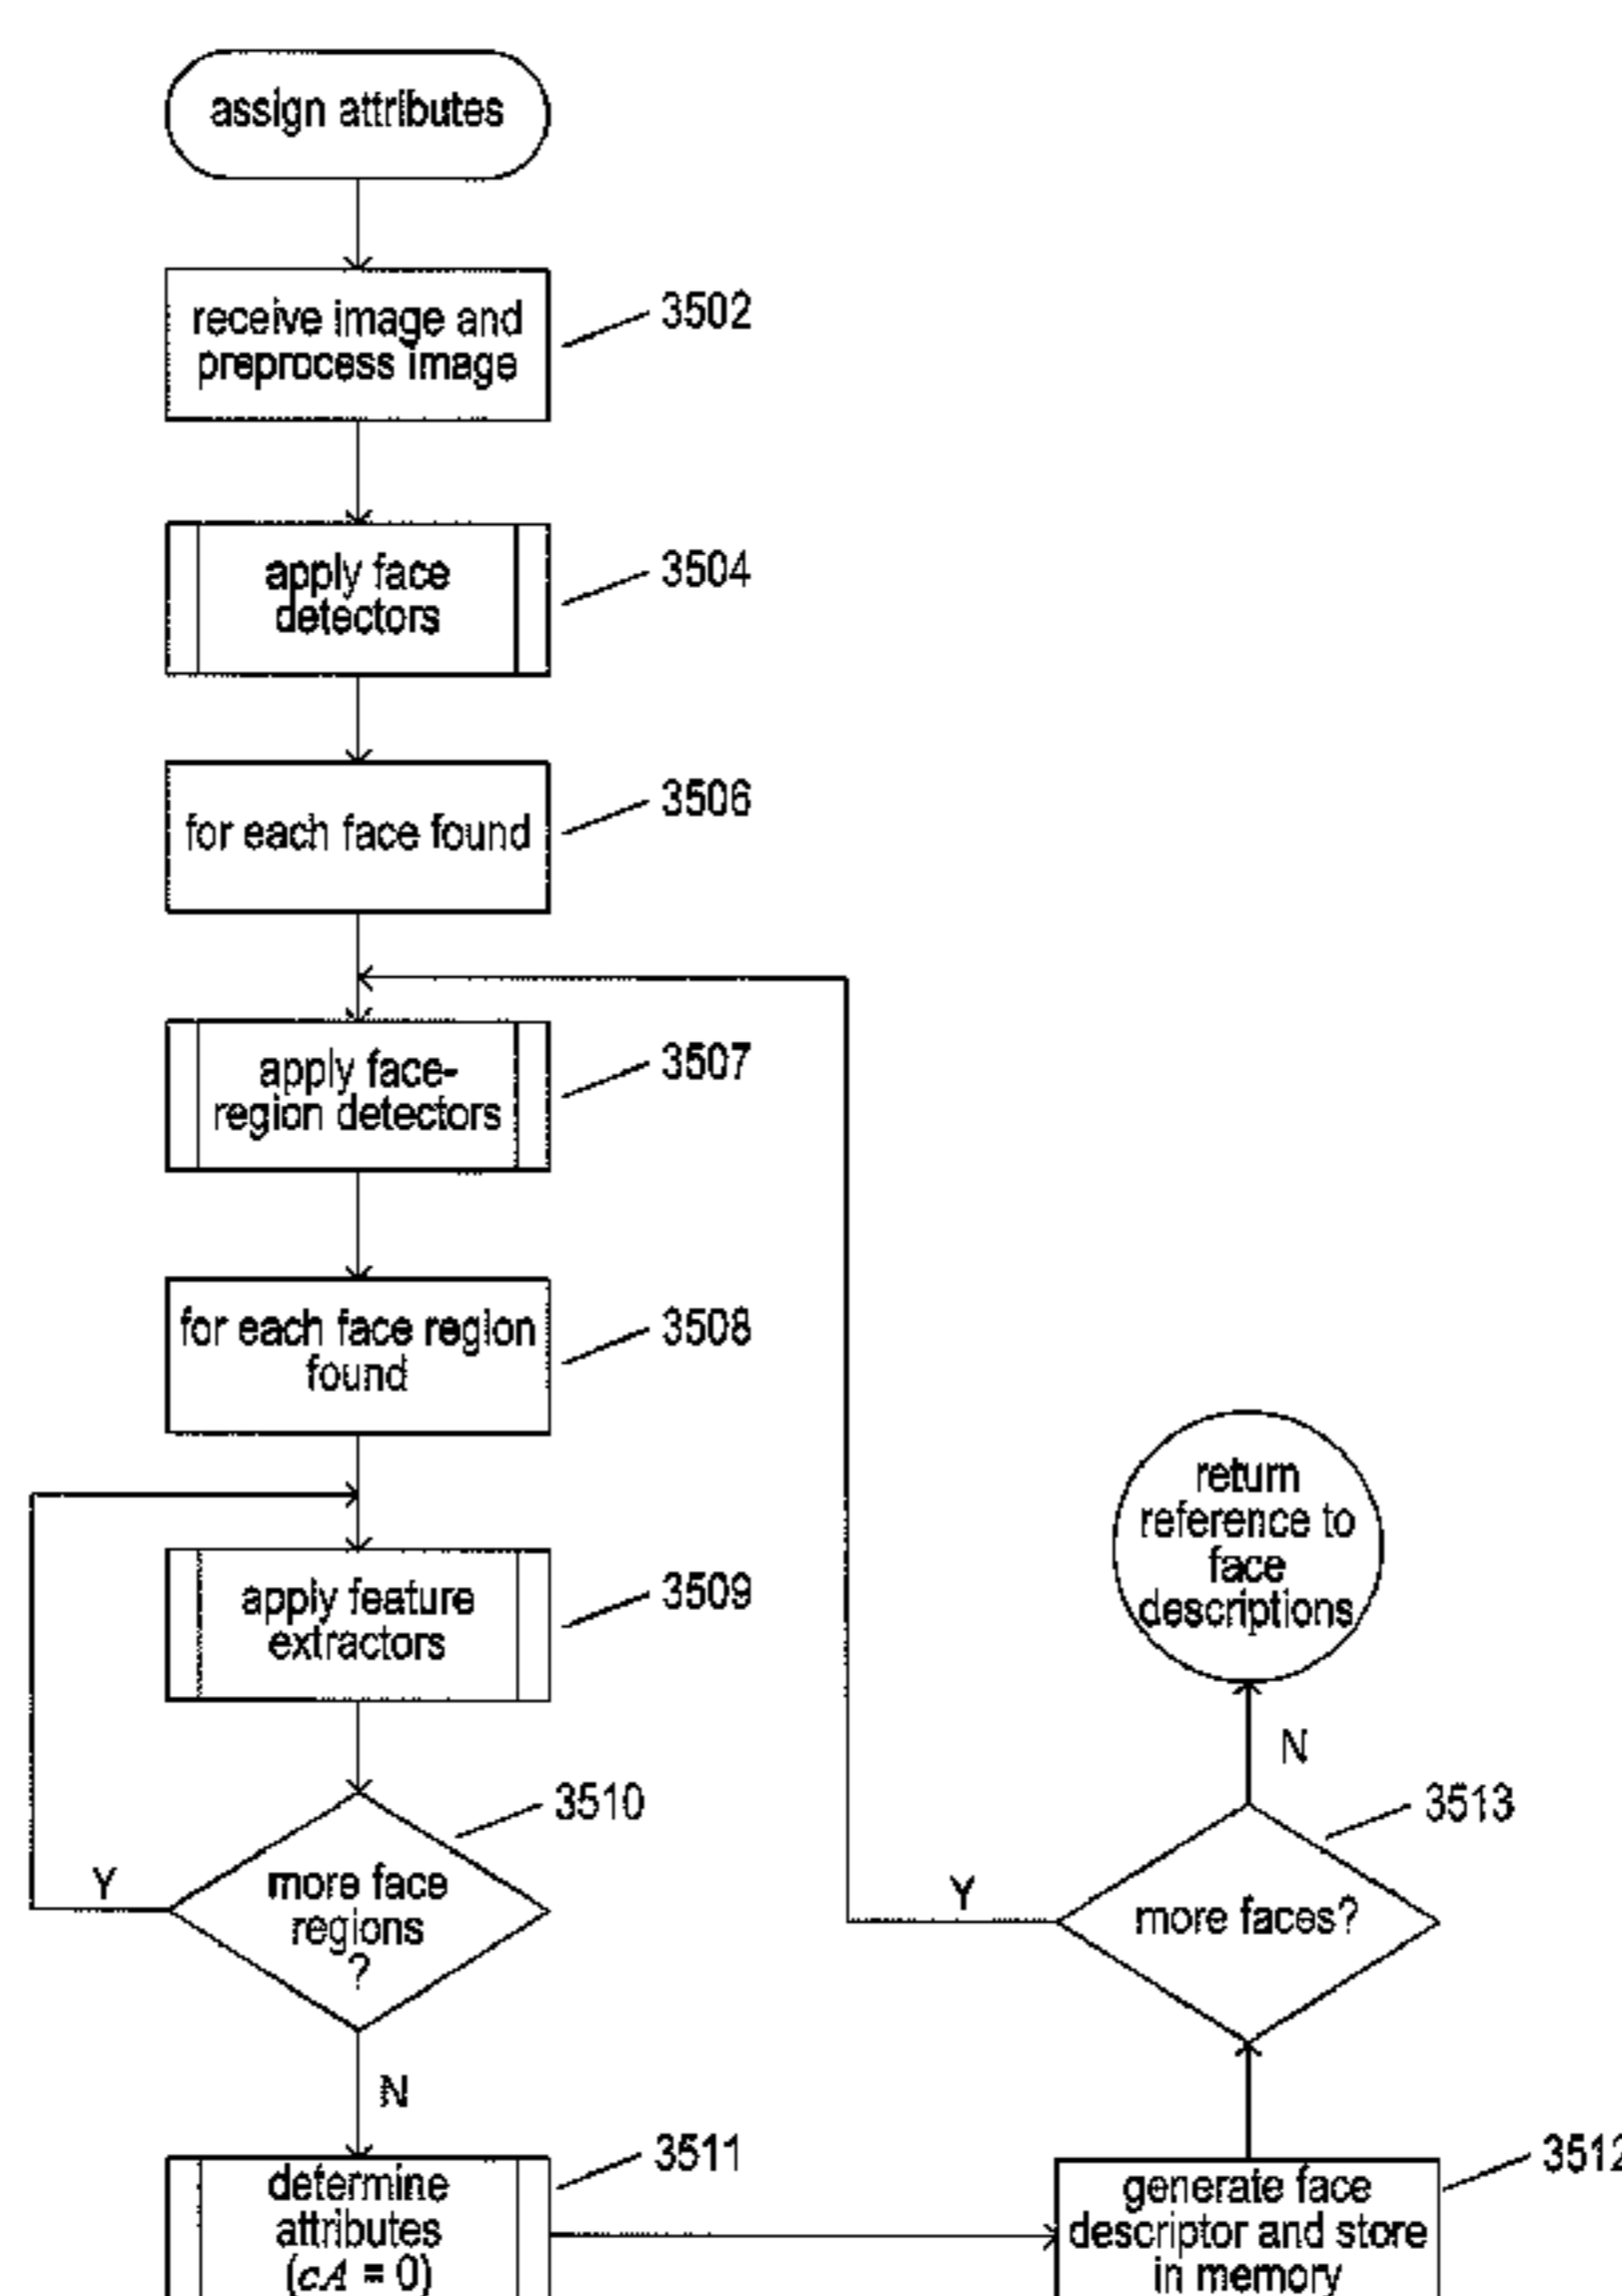 assign attributes
receive image and
preprocess image
3502
apply face
detectors
3504
for each face found
3506
apply face-
region detectors
3507
for each face region
found
3508
apply feature
extractors
3509
more face
regions
?
3510
Y
N
determine
attributes
(cA = 0)
3511
generate face
descriptor and store
in memory
3512
more faces?
3513
Y
N
return
reference to
face
descriptions